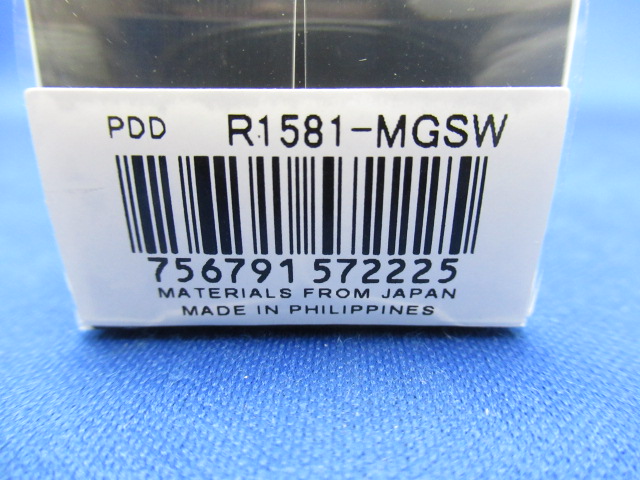 PDD R1581-MGSW
756791 572225
MATERIALS FROM JAPAN
MADE IN PHILIPPINES